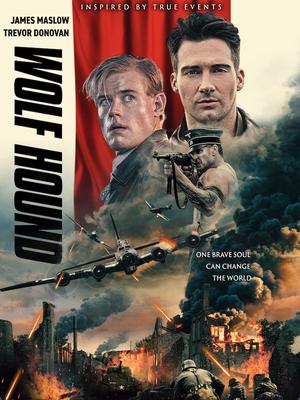 INSPIRED BY TRUE EVENTS
JAMES MASLOW
TREVOR DONOVAN
WOLF HOUND
ONE BRAVE SOUL
CAN CHANGE
THE WORLD